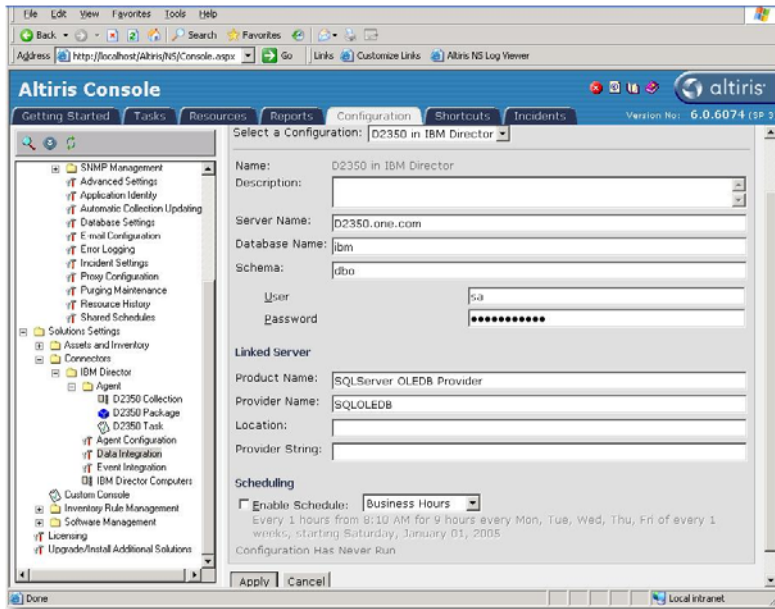 File Edit View Favorites Tools Help
Back Search Favorites
Address http://localhost/Altiris/NS/Console.aspx Go Links Customize Links Altiris NS Log Viewer
Altiris Console
altiris
Getting Started Tasks Resources Reports Configuration Shortcuts Incidents
Version No: 6.0.6074 (SP 3
Select a Configuration: D2350 in IBM Director
SNMP Management
Advanced Settings
Application Identity
Automatic Collection Updating
Database Settings
E-mail Configuration
Error Logging
Incident Settings
Proxy Configuration
Purging Maintenance
Resource History
Shared Schedules
Solutions Settings
Assets and Inventory
Connectors
IBM Director
Agent
D2350 Collection
D2350 Package
D2350 Task
Agent Configuration
Data Integration
Event Integration
IBM Director Computers
Custom Console
Inventory Rule Management
Software Management
Licensing
Upgrade/Install Additional Solutions
Name: D2350 in IBM Director
Description:
Server Name: D2350.one.com
Database Name: ibm
Schema: dbo
User sa
Password •••••••••••
Linked Server
Product Name: SQLServer OLEDB Provider
Provider Name: SQLOLEDB
Location:
Provider String:
Scheduling
Enable Schedule: Business Hours
Every 1 hours from 8:10 AM for 9 hours every Mon, Tue, Wed, Thu, Fri of every 1
weeks, starting Saturday, January 01, 2005
Configuration Has Never Run
Apply Cancel
Done Local intranet